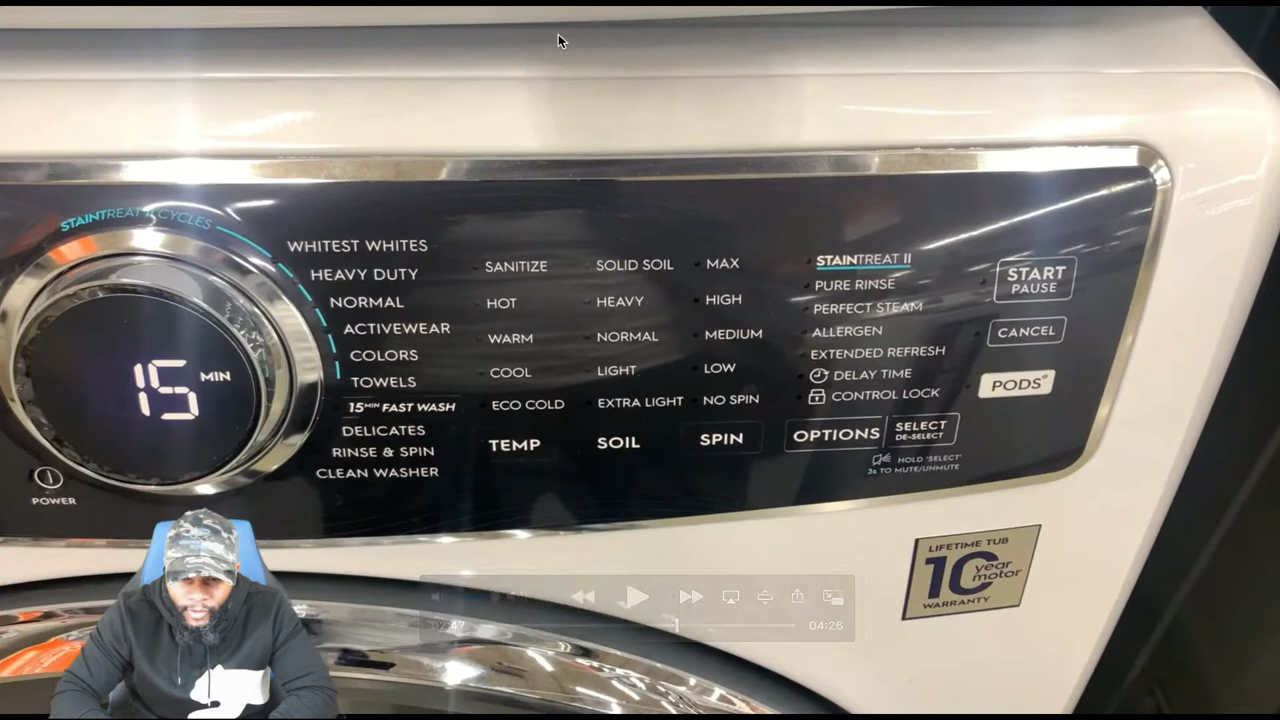 STAINTREAT II CYCLES
15 MIN
POWER
WHITEST WHITES
HEAVY DUTY
NORMAL
ACTIVEWEAR
COLORS
TOWELS
15MIN FAST WASH
DELICATES
RINSE & SPIN
CLEAN WASHER
SANITIZE
HOT
WARM
COOL
ECO COLD
TEMP
SOLID SOIL
HEAVY
NORMAL
LIGHT
EXTRA LIGHT
SOIL
MAX
HIGH
MEDIUM
LOW
NO SPIN
SPIN
STAINTREAT II
PURE RINSE
PERFECT STEAM
ALLERGEN
EXTENDED REFRESH
DELAY TIME
CONTROL LOCK
OPTIONS
SELECT
DE-SELECT
HOLD 'SELECT'
3s TO MUTE/UNMUTE
START
PAUSE
CANCEL
PODS®
LIFETIME TUB
10 year
motor
WARRANTY
02:47
04:26